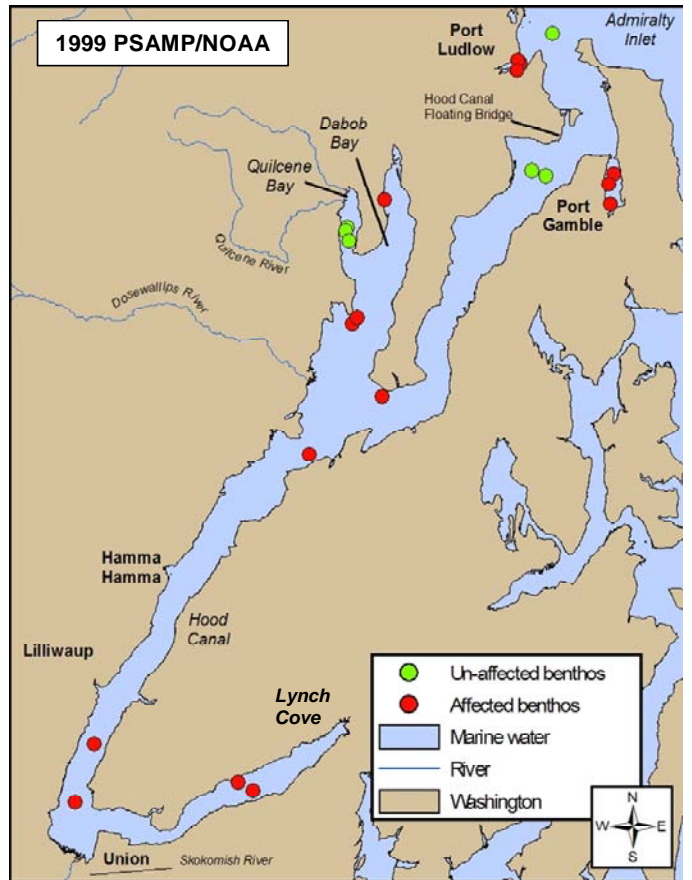 1999 PSAMP/NOAA
Admiralty
Inlet
Port
Ludlow
Hood Canal
Floating Bridge
Dabob
Bay
Quilcene
Bay
Port
Gamble
Quilcene River
Dosewallips River
Hamma
Hamma
Hood
Canal
Lilliwaup
Lynch
Cove
Un-affected benthos
Affected benthos
Marine water
River
Washington
N
W
E
S
Union
Skokomish River